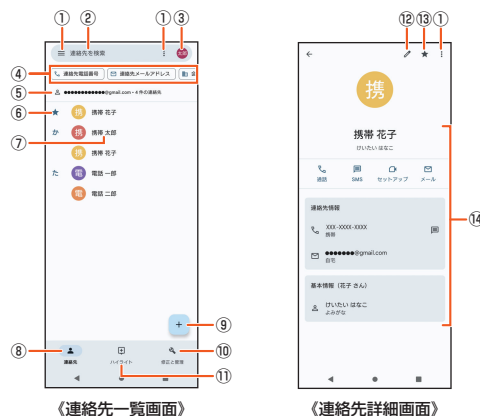 ① ② ① ③
連絡先を検索
④ 連絡先電話番号 連絡先メールアドレス
⑤ ●●●●●●●●●●●@gmail.com・4 件の連絡先
⑥ ★ 携 携帯 花子
か 携 携帯 太郎
⑦
携 携帯 花子
た 電 電話 一郎
電 電話 二郎
+ ⑨
⑧ ⑩
連絡先 ハイライト 修正と管理
⑪
《連絡先一覧画面》
⑫ ⑬ ①
携
携帯 花子
けいたい はなこ
通話 SMS セットアップ メール
⑭
連絡先情報
XXX-XXXX-XXXX
携帯
●●●●●●●@gmail.com
自宅
基本情報(花子 さん)
けいたい はなこ
よみがな
《連絡先詳細画面》